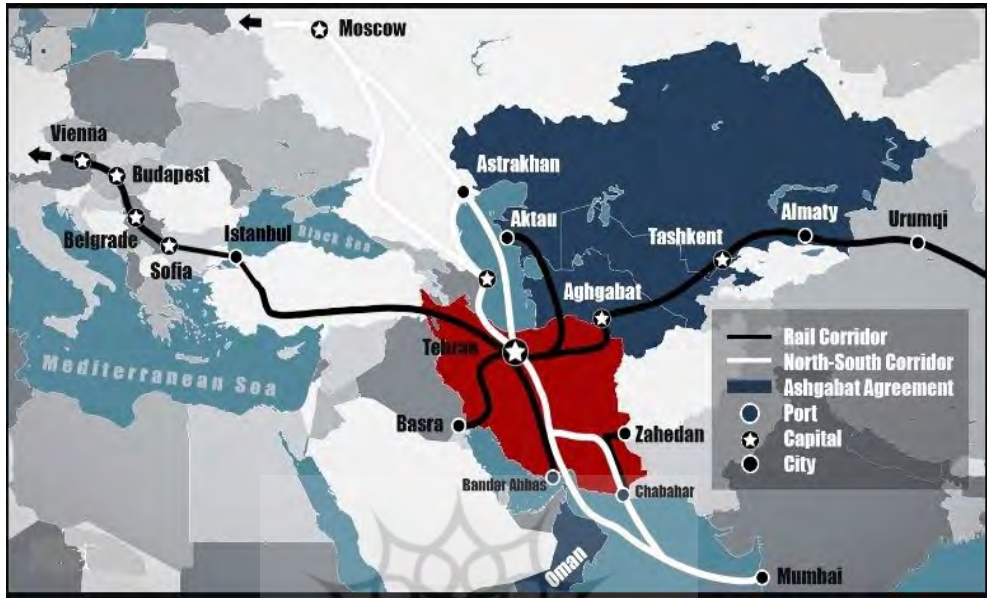 Moscow
Vienna
Budapest
Belgrade
Sofia
Istanbul
Black Sea
Astrakhan
Aktau
Tashkent
Almaty
Urumqi
Aghgabat
Tehran
Mediterranean Sea
Basra
Zahedan
Bandar Abbas
Chabahar
Oman
Mumbai
Rail Corridor
North-South Corridor
Ashgabat Agreement
Port
Capital
City